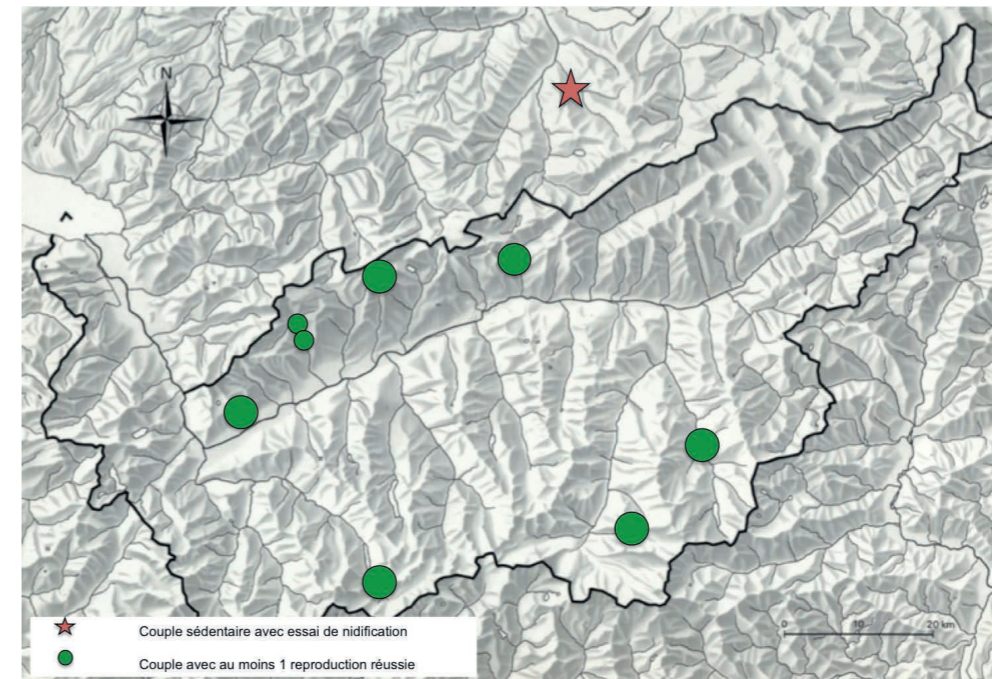 N
0 10 20 km
Couple sédentaire avec essai de nidification
Couple avec au moins 1 reproduction réussie